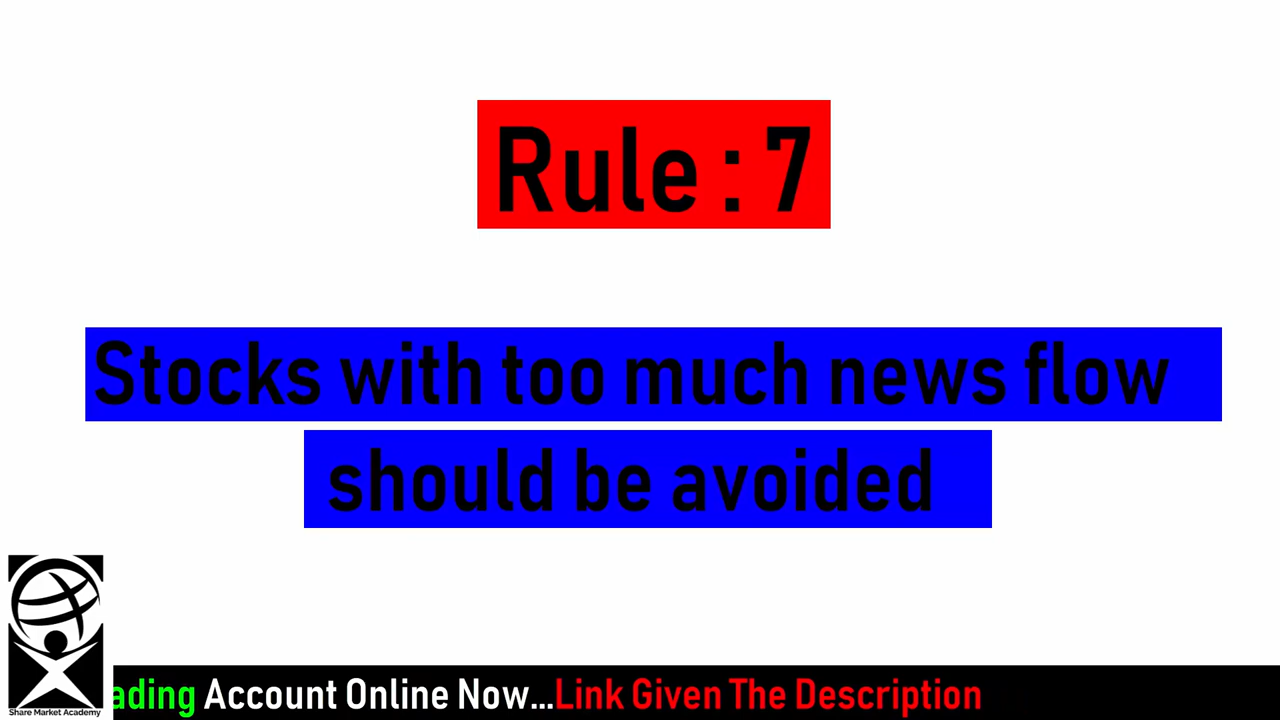 Rule : 7
Stocks with too much news flow
should be avoided
Share Market Academy
ading Account Online Now...Link Given The Description